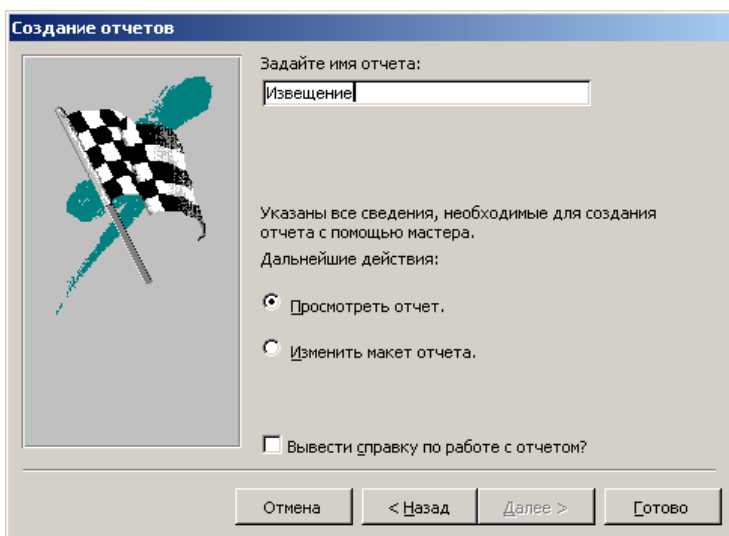 Создание отчетов
Задайте имя отчета:
Извещение
Указаны все сведения, необходимые для создания
отчета с помощью мастера.
Дальнейшие действия:
Просмотреть отчет.
Изменить макет отчета.
Вывести справку по работе с отчетом?
Отмена
< Назад
Далее >
Готово